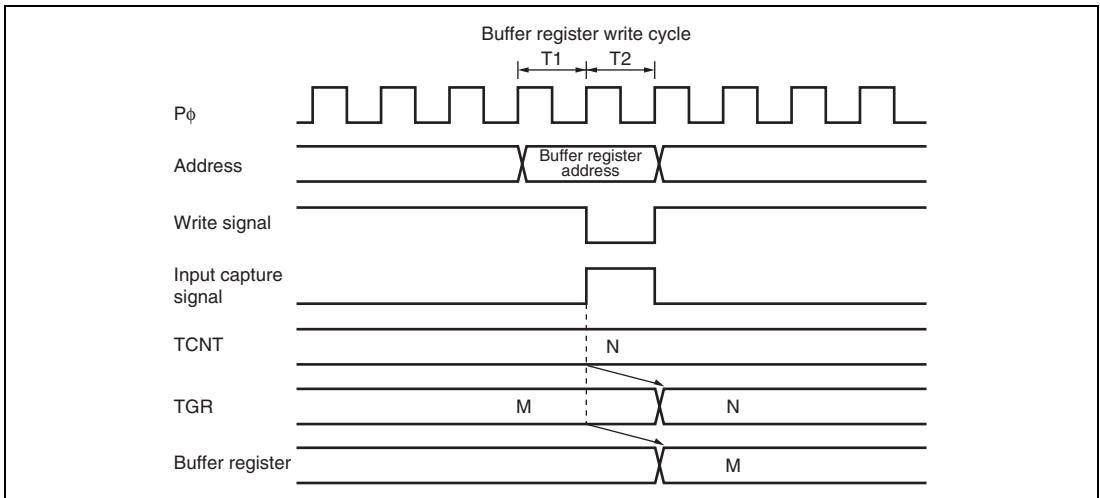 Buffer register write cycle
T1 T2
Pϕ
Address
Buffer register
address
Write signal
Input capture
signal
TCNT
N
TGR
M N
Buffer register
M